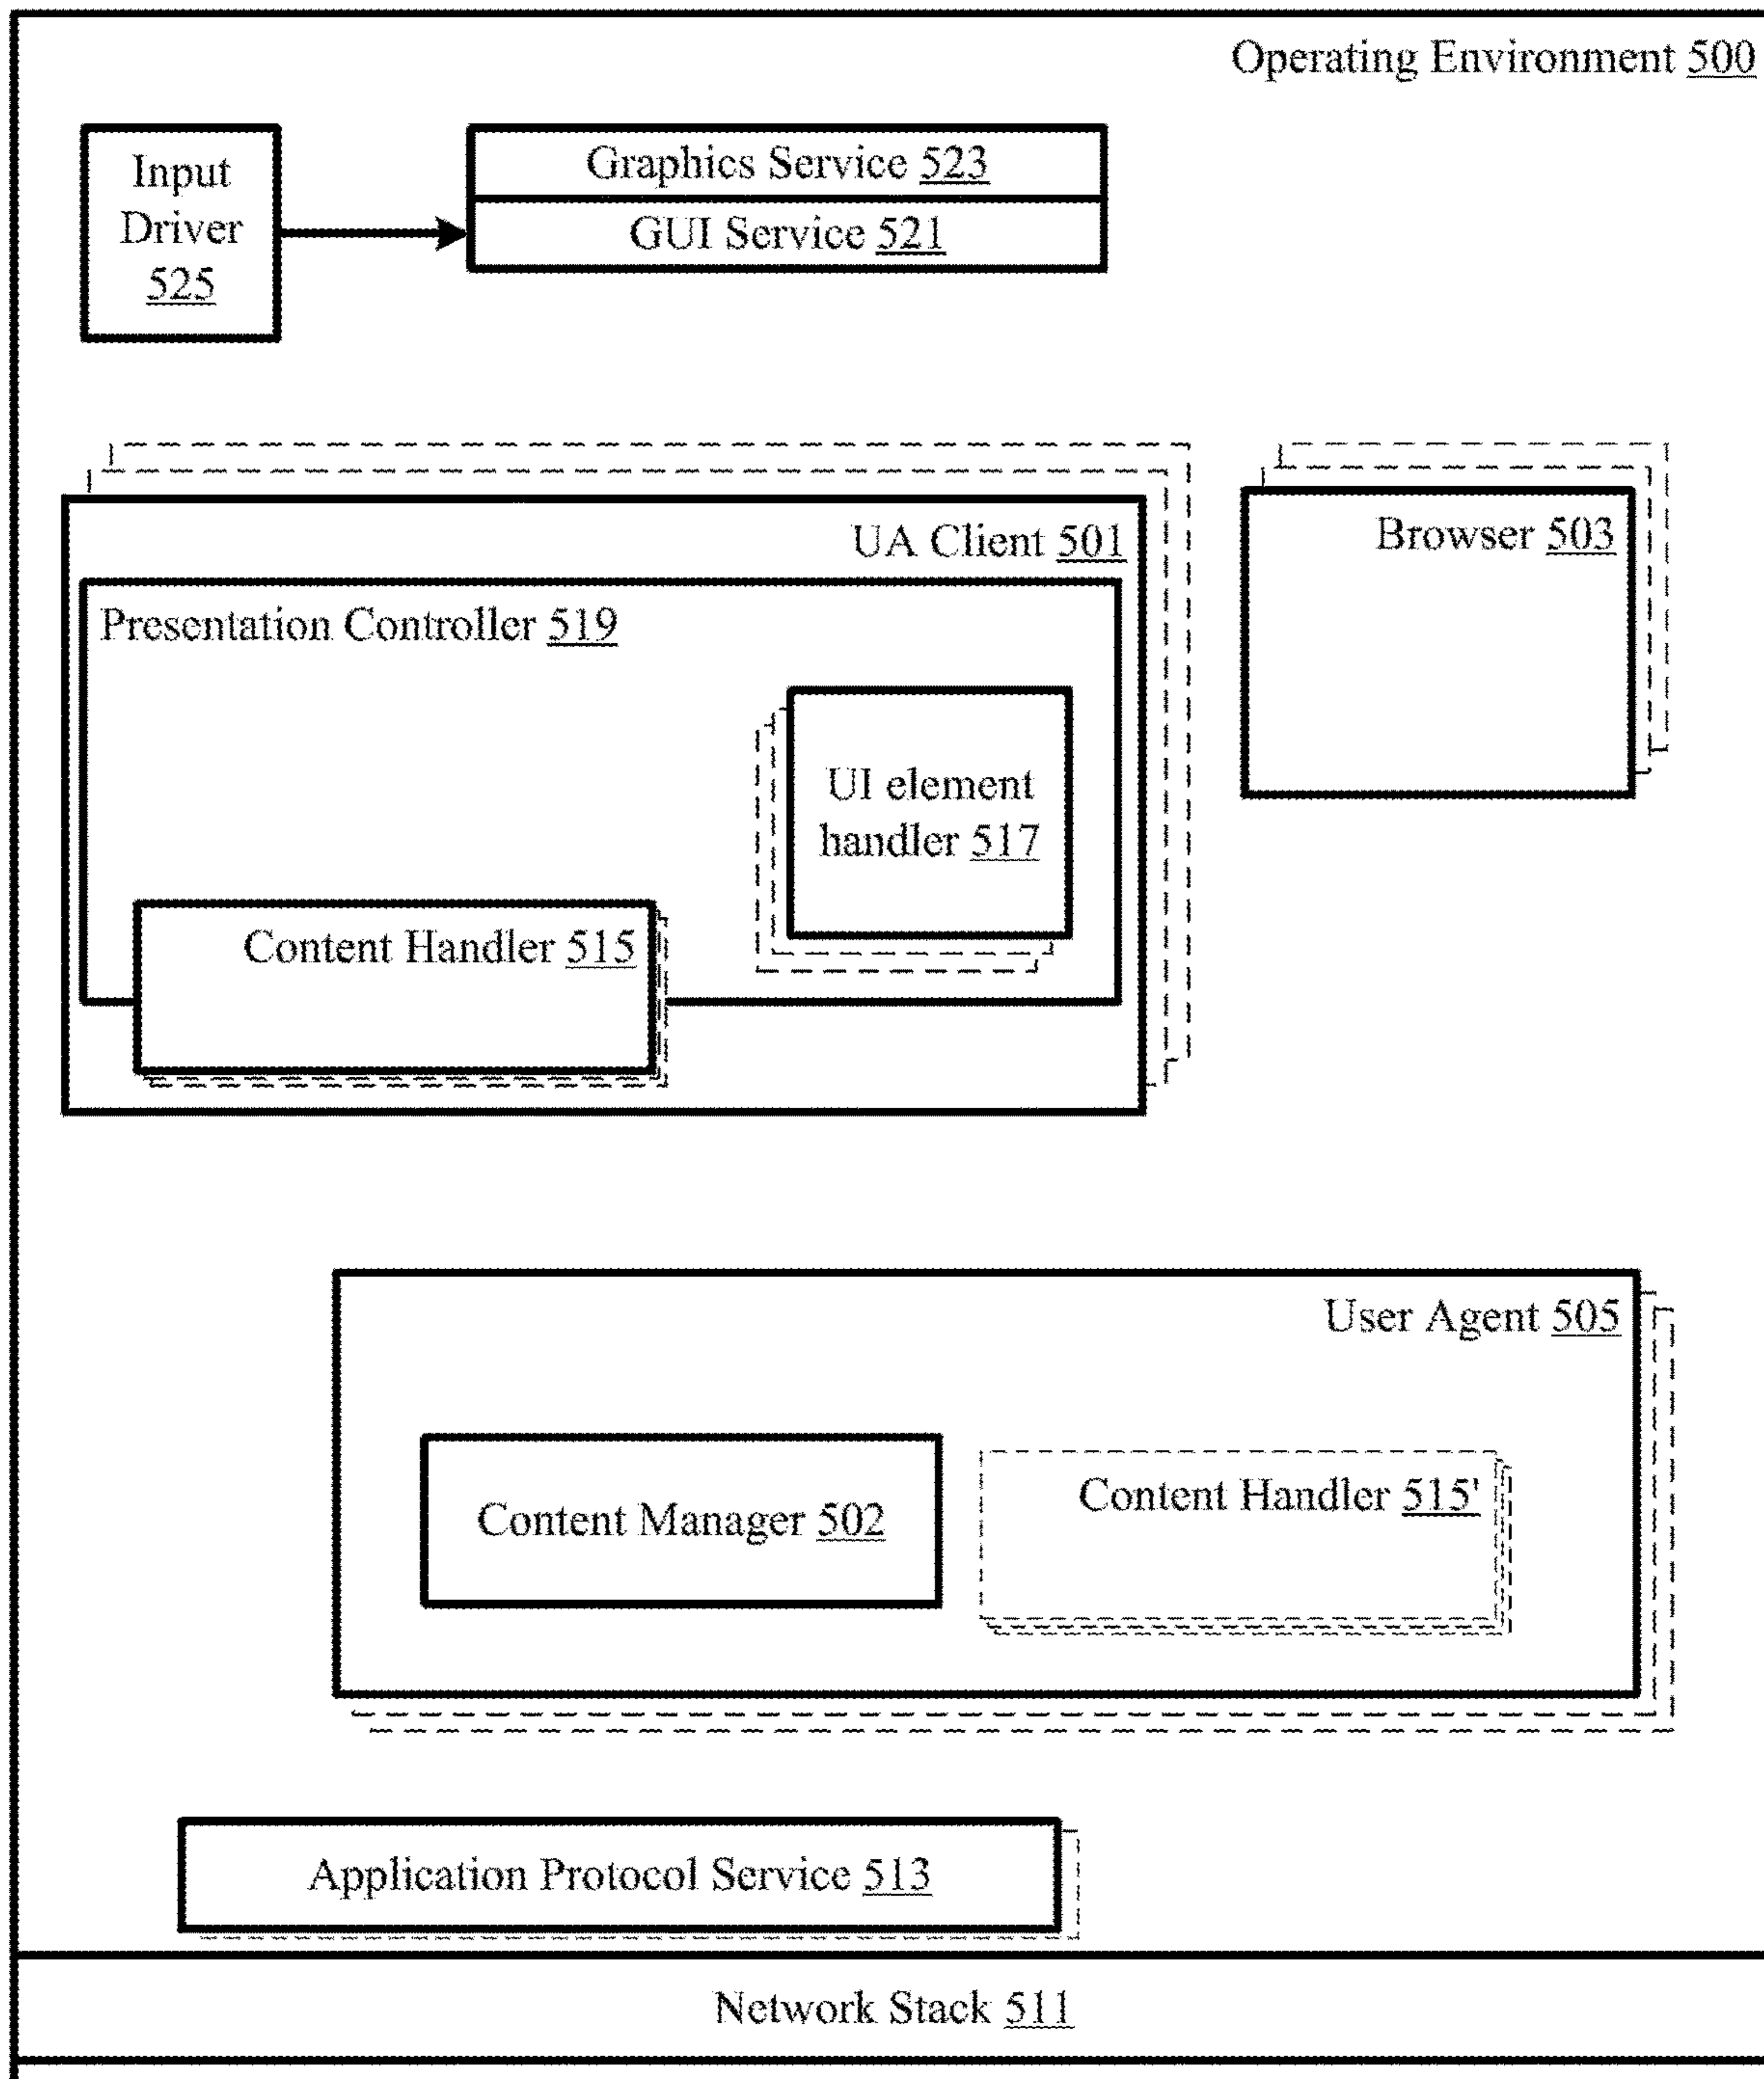 Operating Environment 500
Input
Driver
525
Graphics Service 523
GUI Service 521
UA Client 501
Browser 503
Presentation Controller 519
UI element
handler 517
Content Handler 515
User Agent 505
Content Manager 502
Content Handler 515'
Application Protocol Service 513
Network Stack 511